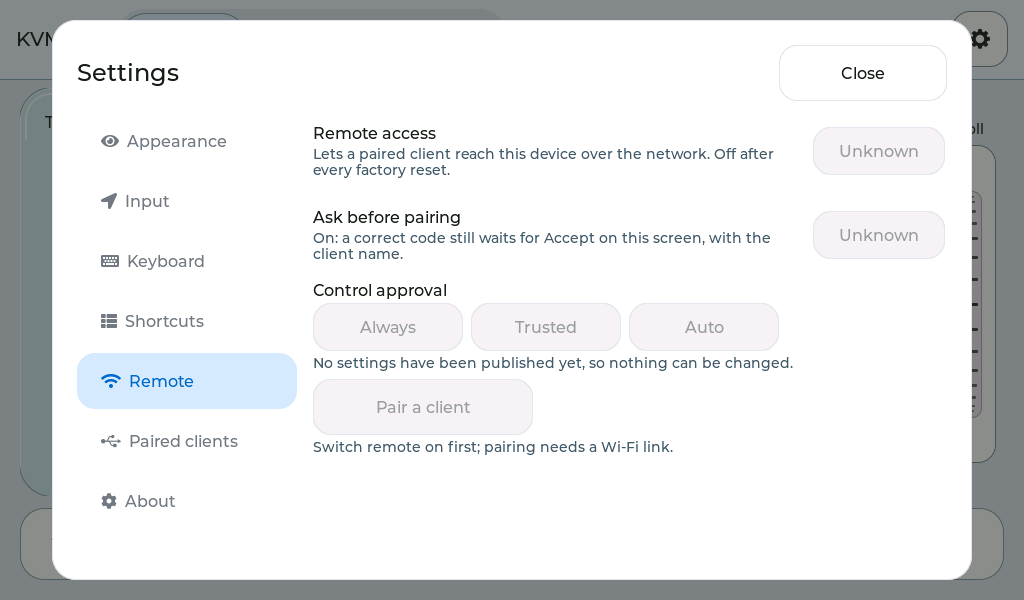 Settings
Close
Appearance
Input
Keyboard
Shortcuts
Remote
Paired clients
About
Remote access
Lets a paired client reach this device over the network. Off after
every factory reset.
Unknown
Ask before pairing
On: a correct code still waits for Accept on this screen, with the
client name.
Unknown
Control approval
Always
Trusted
Auto
No settings have been published yet, so nothing can be changed.
Pair a client
Switch remote on first; pairing needs a Wi-Fi link.